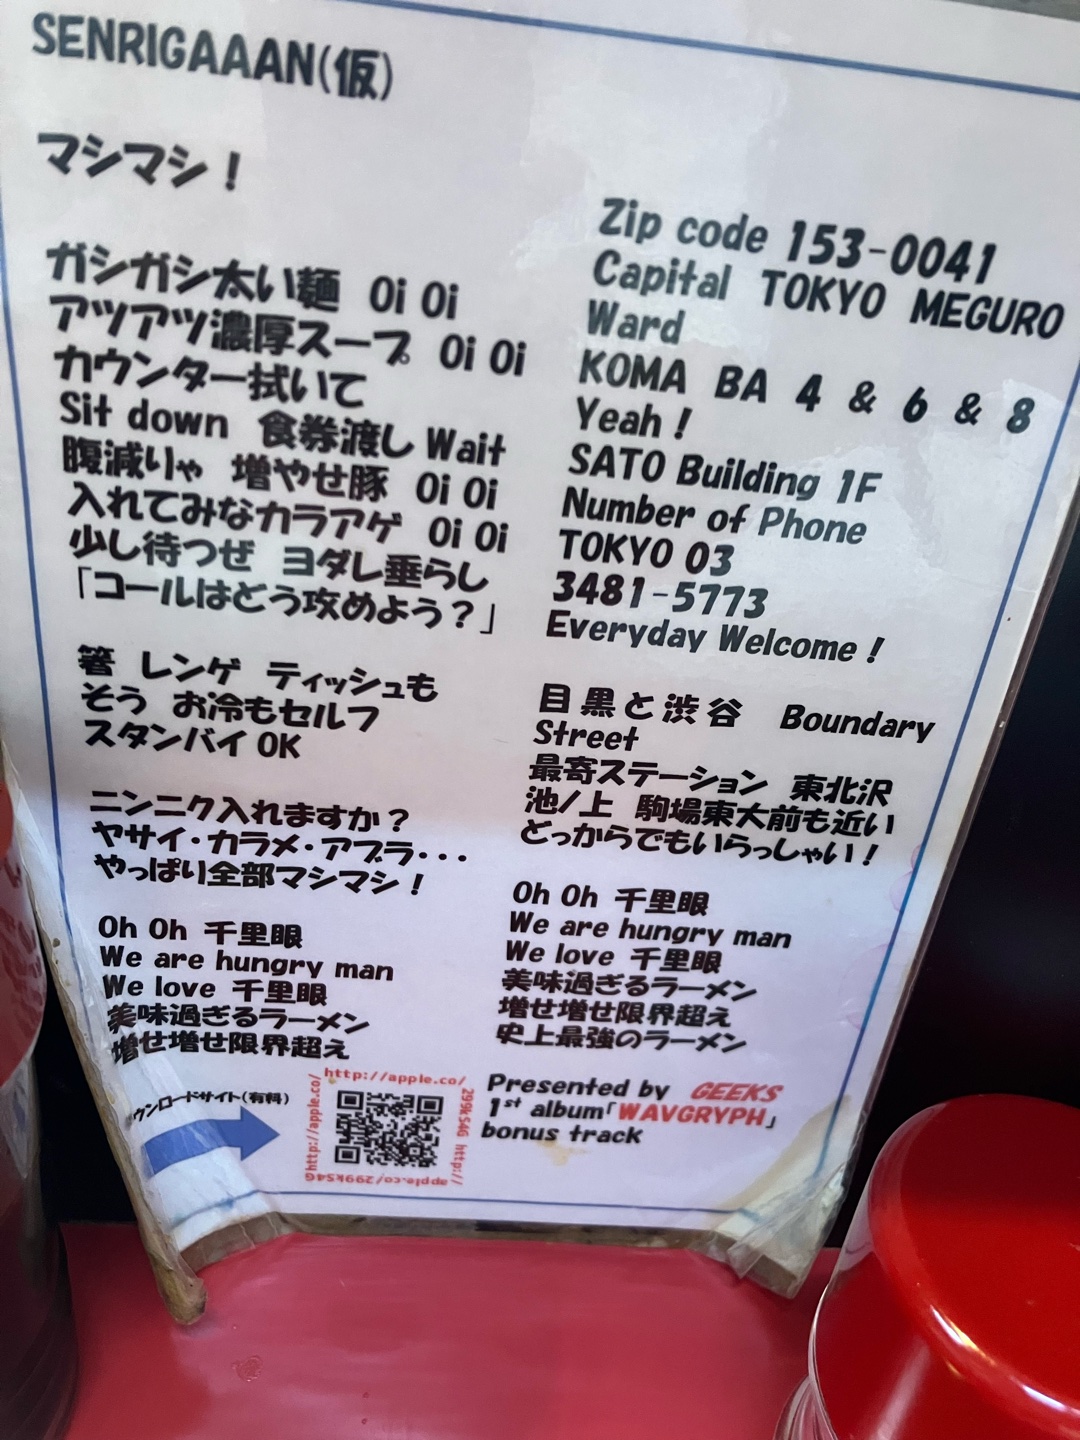 SENRIGAAAN(仮)
マシマシ！
ガシガシ太い麺 Oi Oi
アツアツ濃厚スープ Oi Oi
カウンター拭いて
Sit down 食券渡し Wait
腹減りゃ 増やせ豚 Oi Oi
入れてみなカラアゲ Oi Oi
少し待つぜ ヨダレ垂らし
「コールはどう攻めよう？」
箸 レンゲ ティッシュも
そう お冷もセルフ
スタンバイ OK
ニンニク入れますか？
ヤサイ・カラメ・アブラ・・・
やっぱり全部マシマシ！
Oh Oh 千里眼
We are hungry man
We love 千里眼
美味過ぎるラーメン
増せ増せ限界超え
Zip code 153-0041
Capital TOKYO MEGURO
Ward
KOMA BA 4 & 6 & 8
Yeah！
SATO Building 1F
Number of Phone
TOKYO 03
3481-5773
Everyday Welcome！
目黒と渋谷 Boundary
Street
最寄ステーション 東北沢
池ノ上 駒場東大前も近い
どっからでもいらっしゃい！
Oh Oh 千里眼
We are hungry man
We love 千里眼
美味過ぎるラーメン
増せ増せ限界超え
史上最強のラーメン
ウンロードサイト(有料)
http://apple.co/
299kS4G http://
apple.co/299kS4G
http://apple.co/
Presented by GEEKS
1st album「WAVGRYPH」
bonus track